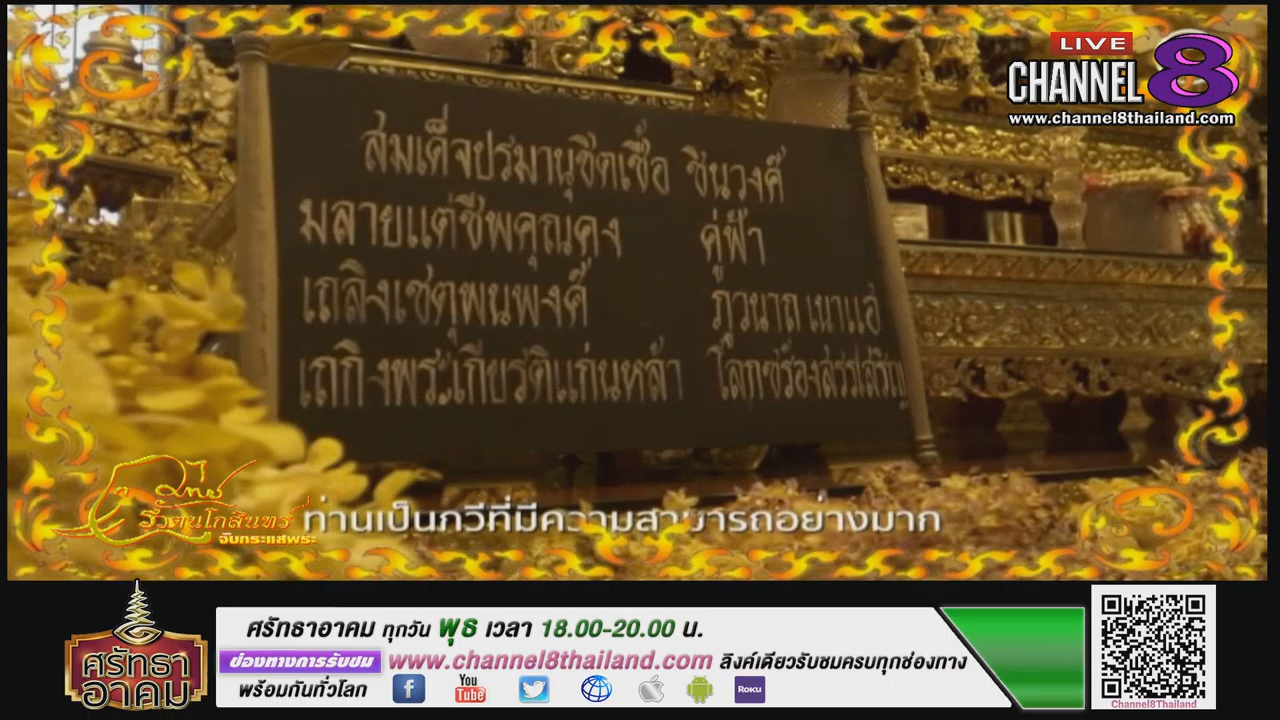 LIVE
CHANNEL 8
www.channel8thailand.com
สมเด็จปรมานุชิตเชื้อ ชินวงศ์
มลายแต่ชีพคุณคง คู่ฟ้า
เถลิงเชตุพนพงศ์ ภูวนาถ เนาแฮ
เถกิงพระเกียรติแก่นหล้า โลกซร้องสรรปสริญ
จับกระแสพระ
ท่านเป็นกวีที่มีความสามารถอย่างมาก
ศรัทธา
อาคม
ศรัทธาอาคม ทุกวัน พุธ เวลา 18.00-20.00 น.
ช่องทางการรับชม www.channel8thailand.com ลิงค์เดียวรับชมครบทุกช่องทาง
พร้อมกันทั่วโลก f You Tube Roku
Channel8Thailand